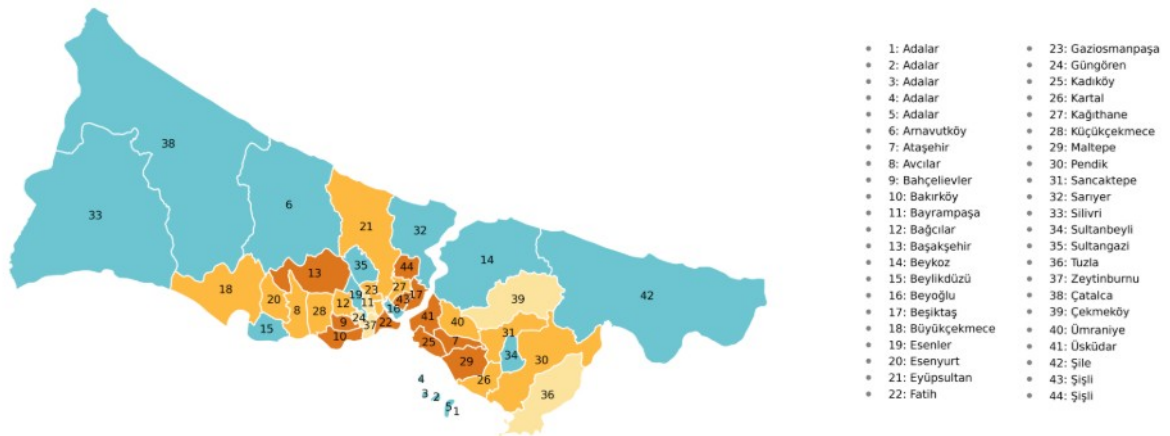 38
33
6
21
32
14
42
13
35
44
18
20
8
28
12
19
23
11
27
43
17
16
24
37
22
9
10
15
39
41
40
31
25
7
29
34
30
26
36
4
3
2
5
1
1: Adalar
2: Adalar
3: Adalar
4: Adalar
5: Adalar
6: Arnavutköy
7: Ataşehir
8: Avcılar
9: Bahçelievler
10: Bakırköy
11: Bayrampaşa
12: Bağcılar
13: Başakşehir
14: Beykoz
15: Beylikdüzü
16: Beyoğlu
17: Beşiktaş
18: Büyükçekmece
19: Esenler
20: Esenyurt
21: Eyüpsultan
22: Fatih
23: Gaziosmanpaşa
24: Güngören
25: Kadıköy
26: Kartal
27: Kağıthane
28: Küçükçekmece
29: Maltepe
30: Pendik
31: Sancaktepe
32: Sarıyer
33: Silivri
34: Sultanbeyli
35: Sultangazi
36: Tuzla
37: Zeytinburnu
38: Çatalca
39: Çekmeköy
40: Ümraniye
41: Üsküdar
42: Şile
43: Şişli
44: Şişli